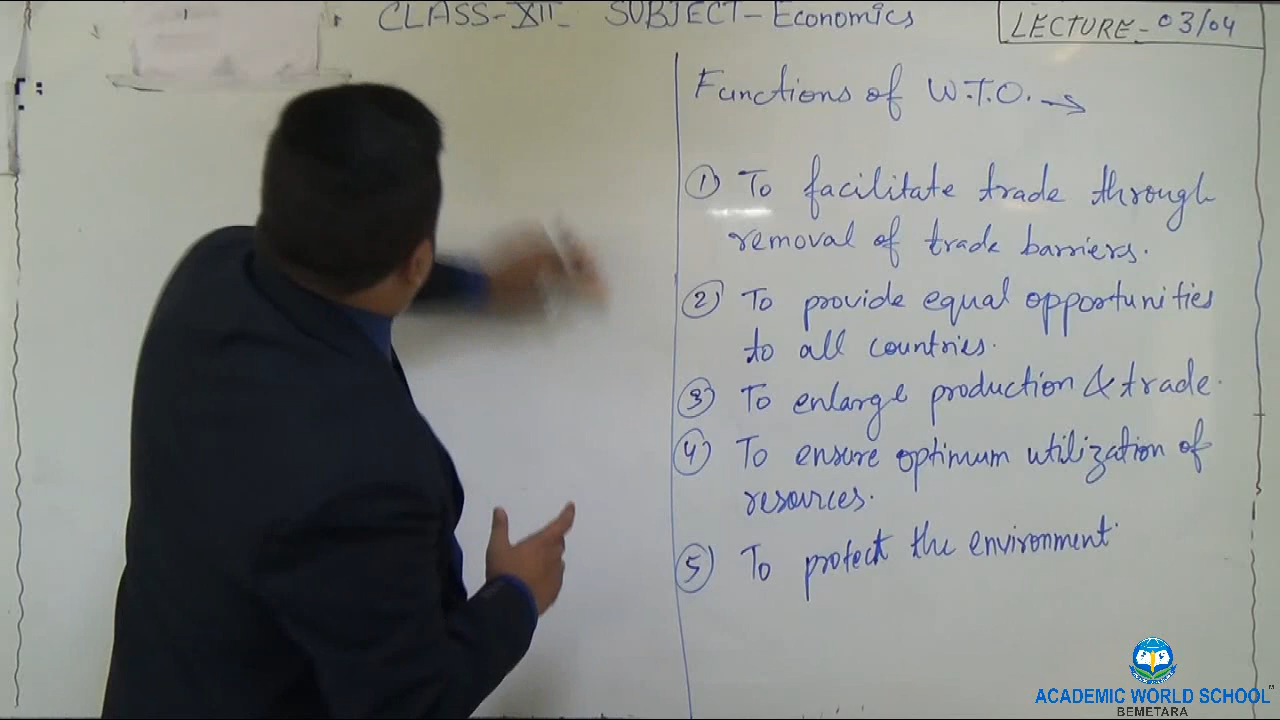 CLASS-XII SUBJECT-Economics
LECTURE-03/04
Functions of W.T.O. →
① To facilitate trade through
removal of trade barriers.
② To provide equal opportunities
to all countries.
③ To enlarge production & trade.
④ To ensure optimum utilization of
resources.
⑤ To protect the environment
ACADEMIC WORLD SCHOOL
BEMETARA